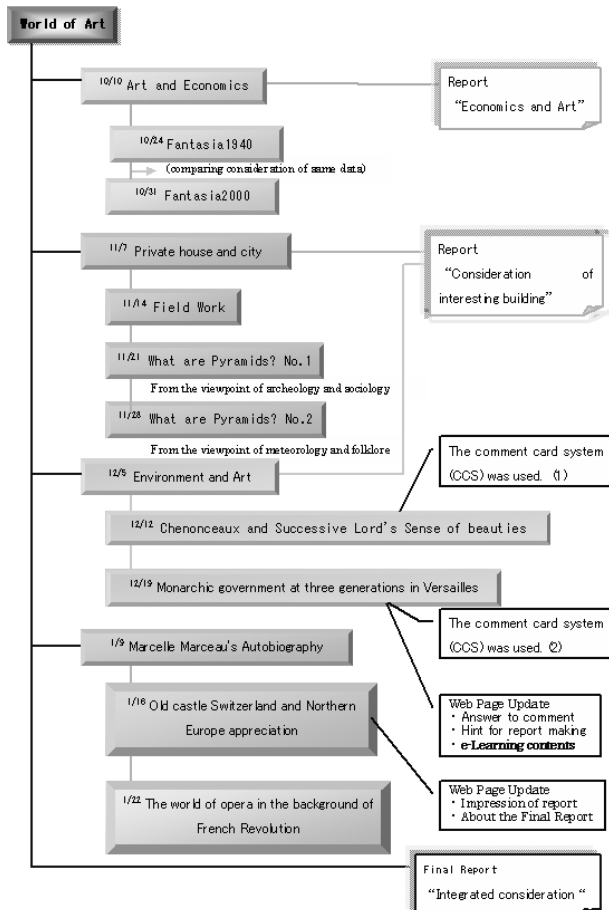 World of Art
10/10 Art and Economics
Report
“Economics and Art”
10/24 Fantasia1940
(comparing consideration of same data)
10/31 Fantasia2000
11/7 Private house and city
Report
“Consideration of
interesting building”
11/14 Field Work
11/21 What are Pyramids? No.1
From the viewpoint of archeology and sociology
11/28 What are Pyramids? No.2
From the viewpoint of meteorology and folklore
12/5 Environment and Art
The comment card system
(CCS) was used. (1)
12/12 Chenonceaux and Successive Lord's Sense of beauties
12/19 Monarchic government at three generations in Versailles
The comment card system
(CCS) was used. (2)
1/9 Marcelle Marceau's Autobiography
1/16 Old castle Switzerland and Northern
Europe appreciation
Web Page Update
・ Answer to comment
・ Hint for report making
・ e-Learning contents
Web Page Update
・ Impression of report
・ About the Final Report
1/22 The world of opera in the background of
French Revolution
Final Report
“Integrated consideration “